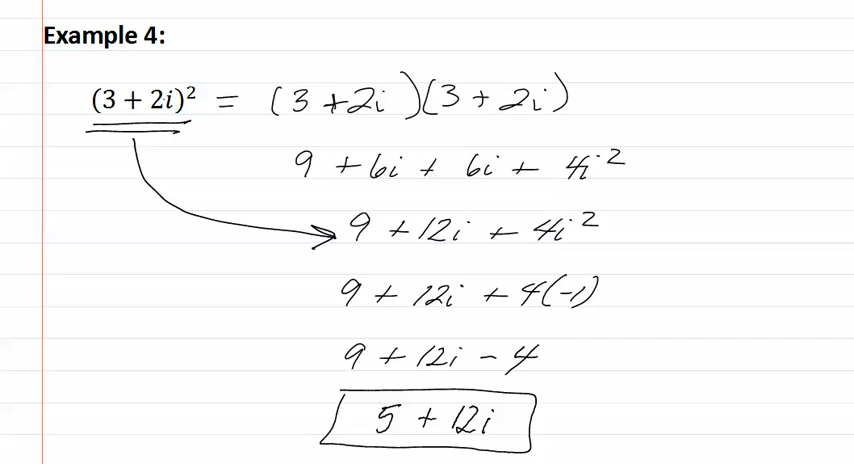 Example 4:
(3 + 2i)² = (3 + 2i)(3 + 2i)
9 + 6i + 6i + 4i²
9 + 12i + 4i²
9 + 12i + 4(-1)
9 + 12i - 4
5 + 12i